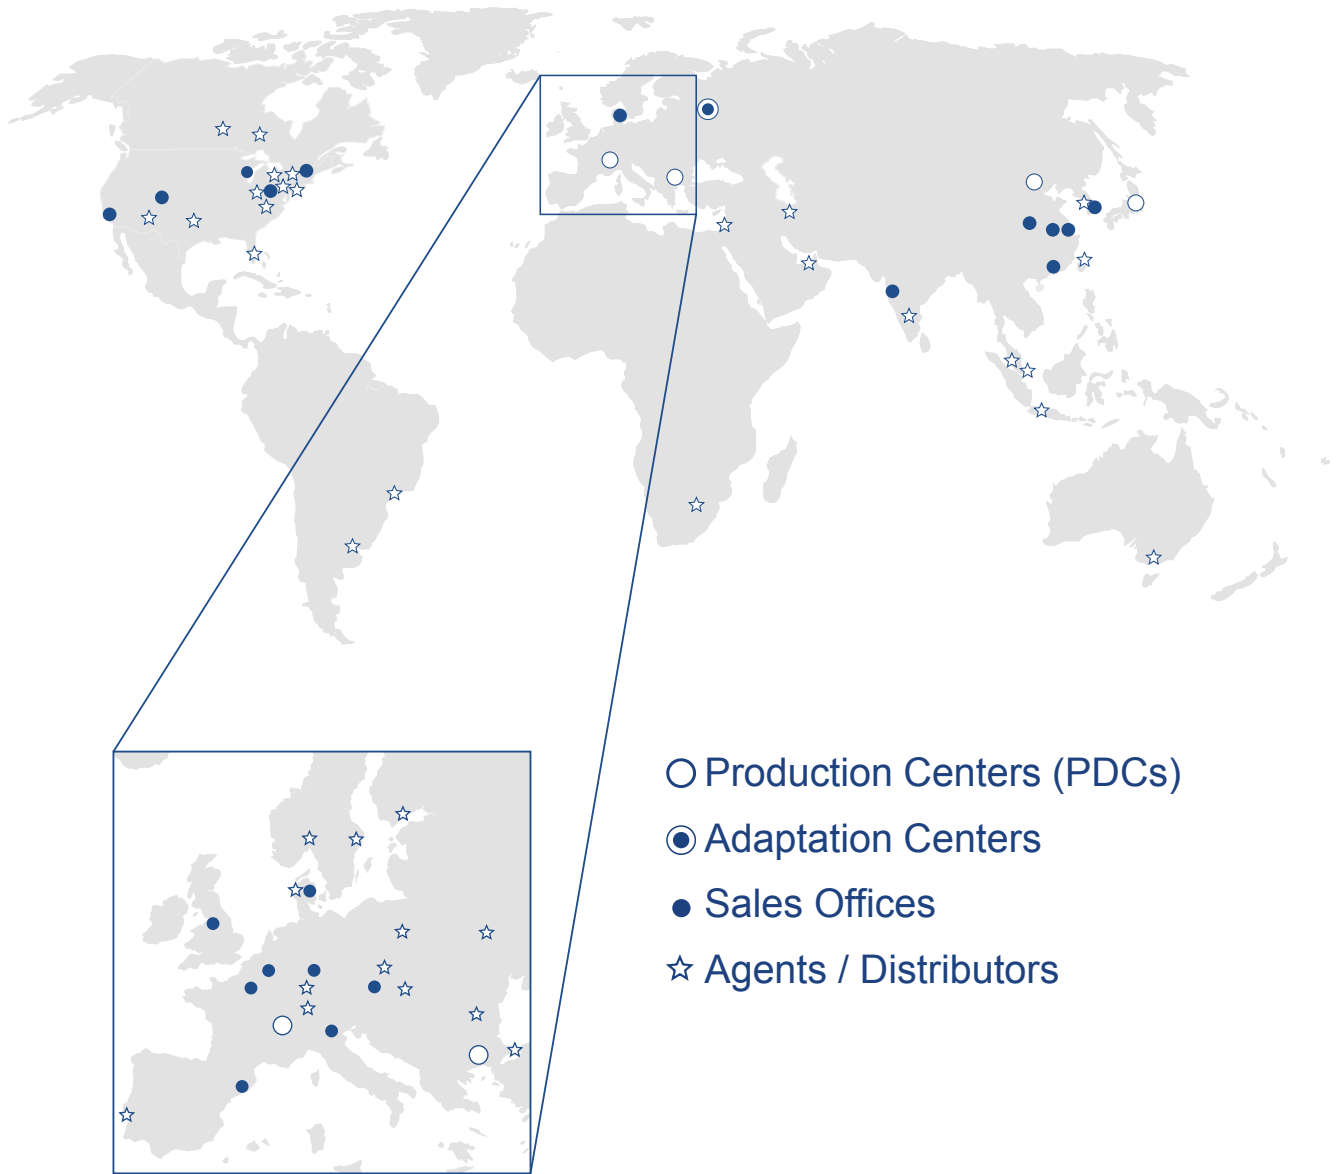 Production Centers (PDCs)
Adaptation Centers
Sales Offices
Agents / Distributors